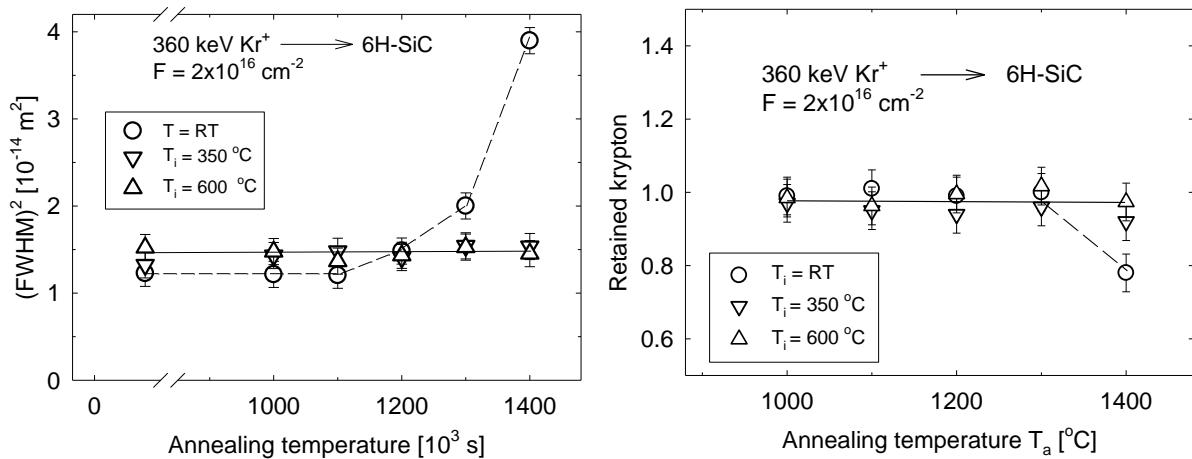 4
3
2
1
0
(FWHM)² [10⁻¹⁴ m²]
360 keV Kr⁺ ⟶ 6H-SiC
F = 2x10¹⁶ cm⁻²
T = RT
Tᵢ = 350 °C
Tᵢ = 600 °C
0 1000 1200 1400
Annealing temperature [10³ s]
1.4
1.2
1.0
0.8
0.6
Retained krypton
360 keV Kr⁺ ⟶ 6H-SiC
F = 2x10¹⁶ cm⁻²
Tᵢ = RT
Tᵢ = 350 °C
Tᵢ = 600 °C
1000 1200 1400
Annealing temperature Tₐ [°C]